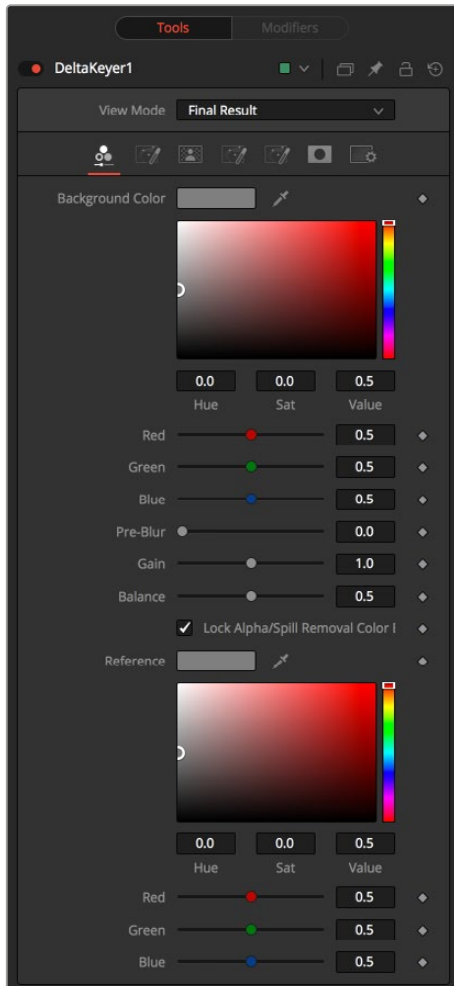 Tools Modifiers
DeltaKeyer1
View Mode Final Result
Background Color
0.0 0.0 0.5
Hue Sat Value
Red 0.5
Green 0.5
Blue 0.5
Pre-Blur 0.0
Gain 1.0
Balance 0.5
Lock Alpha/Spill Removal Color
Reference
0.0 0.0 0.5
Hue Sat Value
Red 0.5
Green 0.5
Blue 0.5